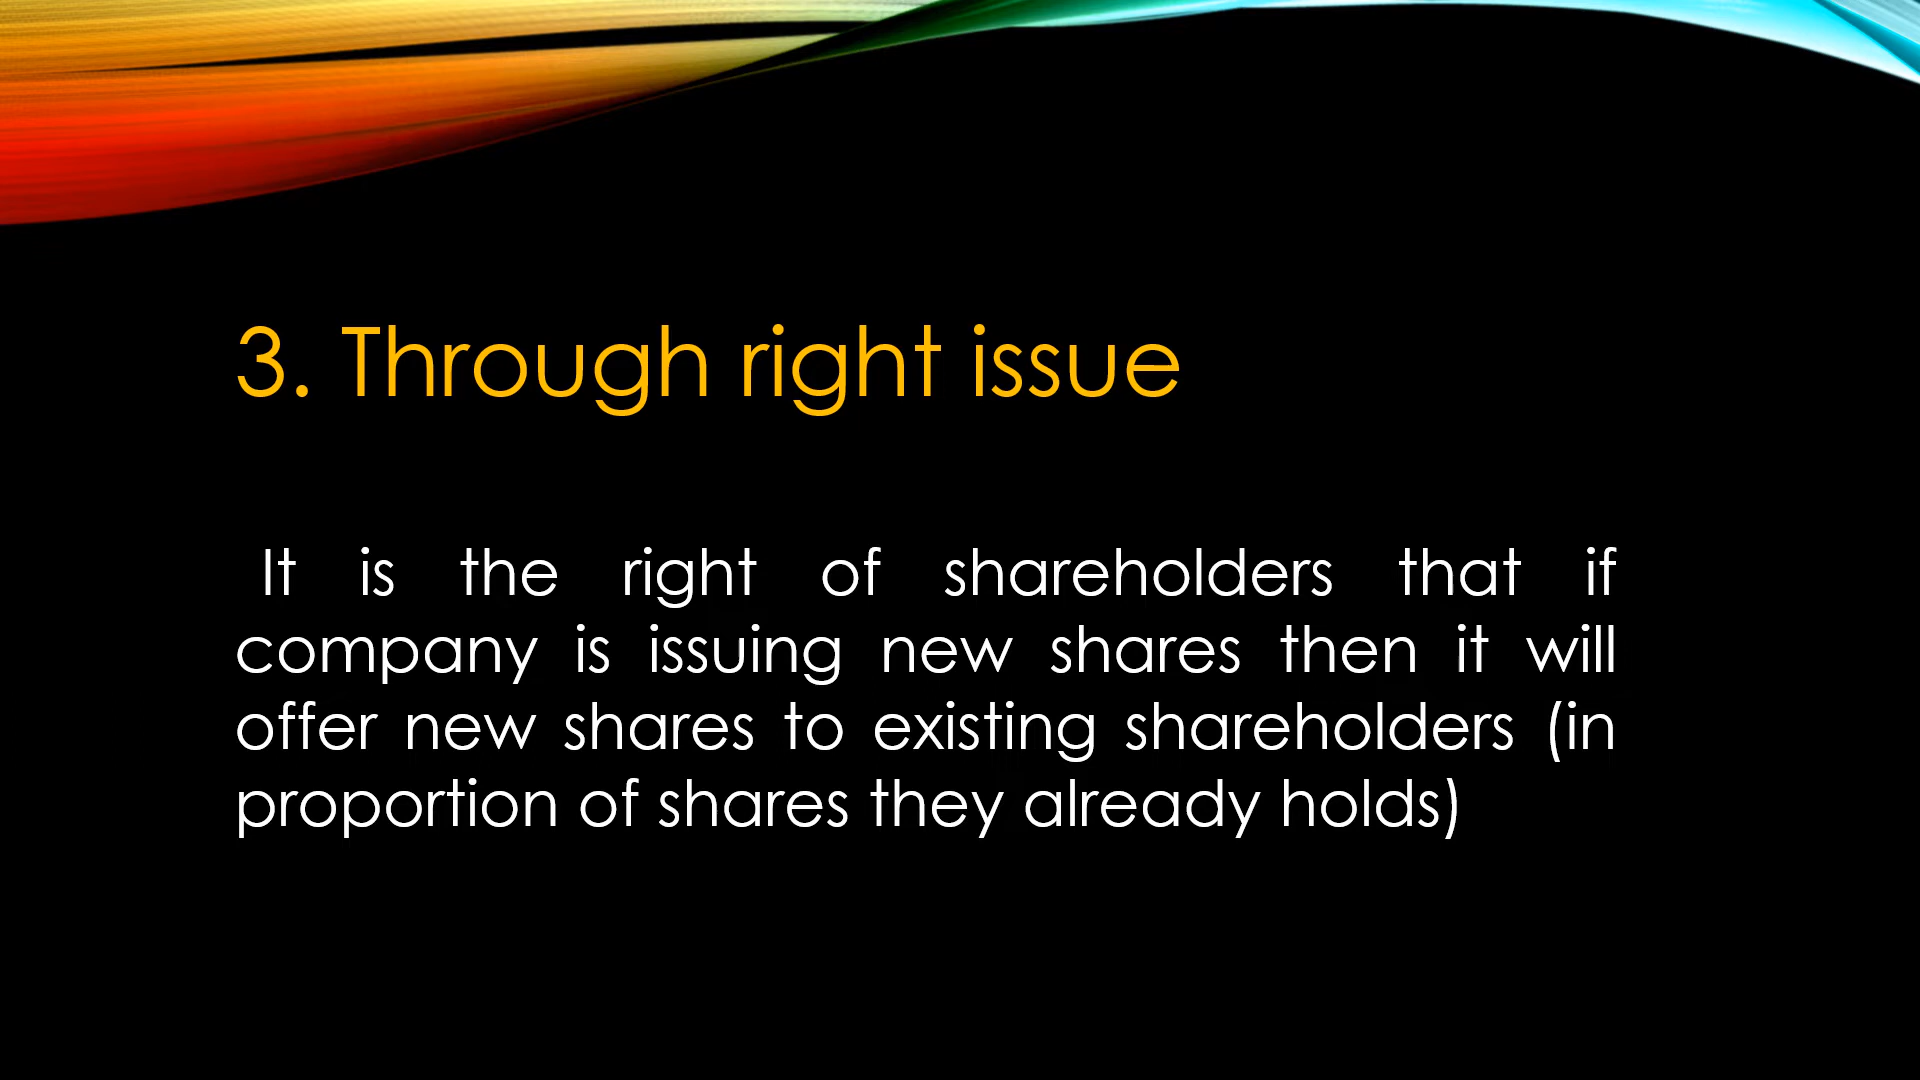 3. Through right issue
It is the right of shareholders that if
company is issuing new shares then it will
offer new shares to existing shareholders (in
proportion of shares they already holds)